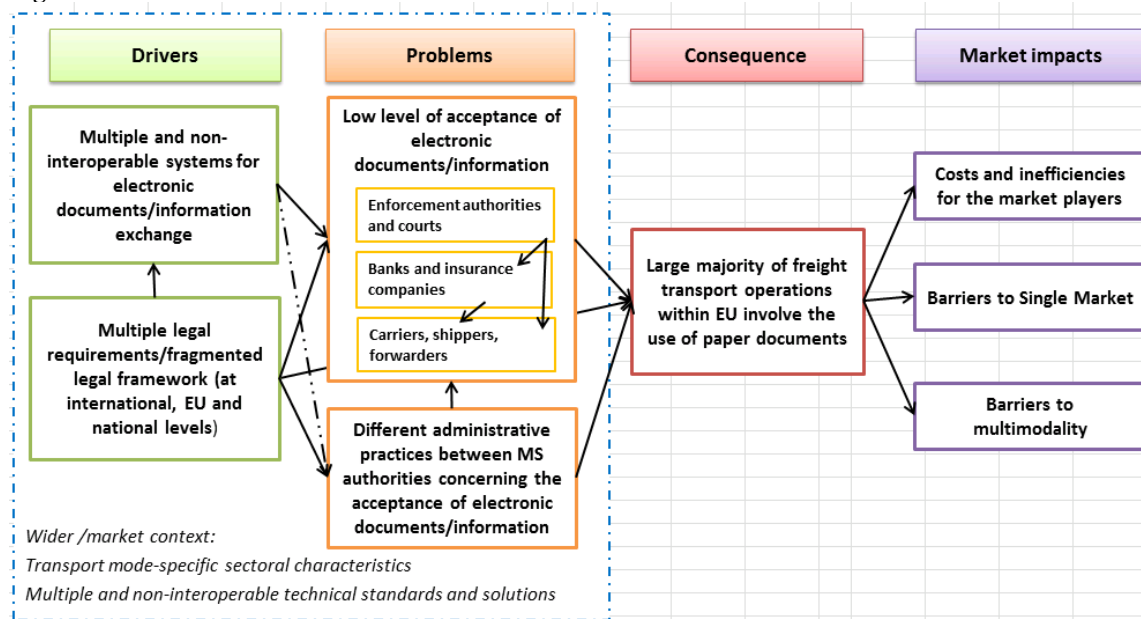 Drivers
Problems
Consequence
Market impacts
Multiple and non-
interoperable systems for
electronic
documents/information
exchange
Multiple legal
requirements/fragmented
legal framework (at
international, EU and
national levels)
Low level of acceptance of
electronic
documents/information
Enforcement authorities
and courts
Banks and insurance
companies
Carriers, shippers,
forwarders
Different administrative
practices between MS
authorities concerning the
acceptance of electronic
documents/information
Large majority of freight
transport operations
within EU involve the
use of paper documents
Costs and inefficiencies
for the market players
Barriers to Single Market
Barriers to
multimodality
Wider /market context:
Transport mode-specific sectoral characteristics
Multiple and non-interoperable technical standards and solutions